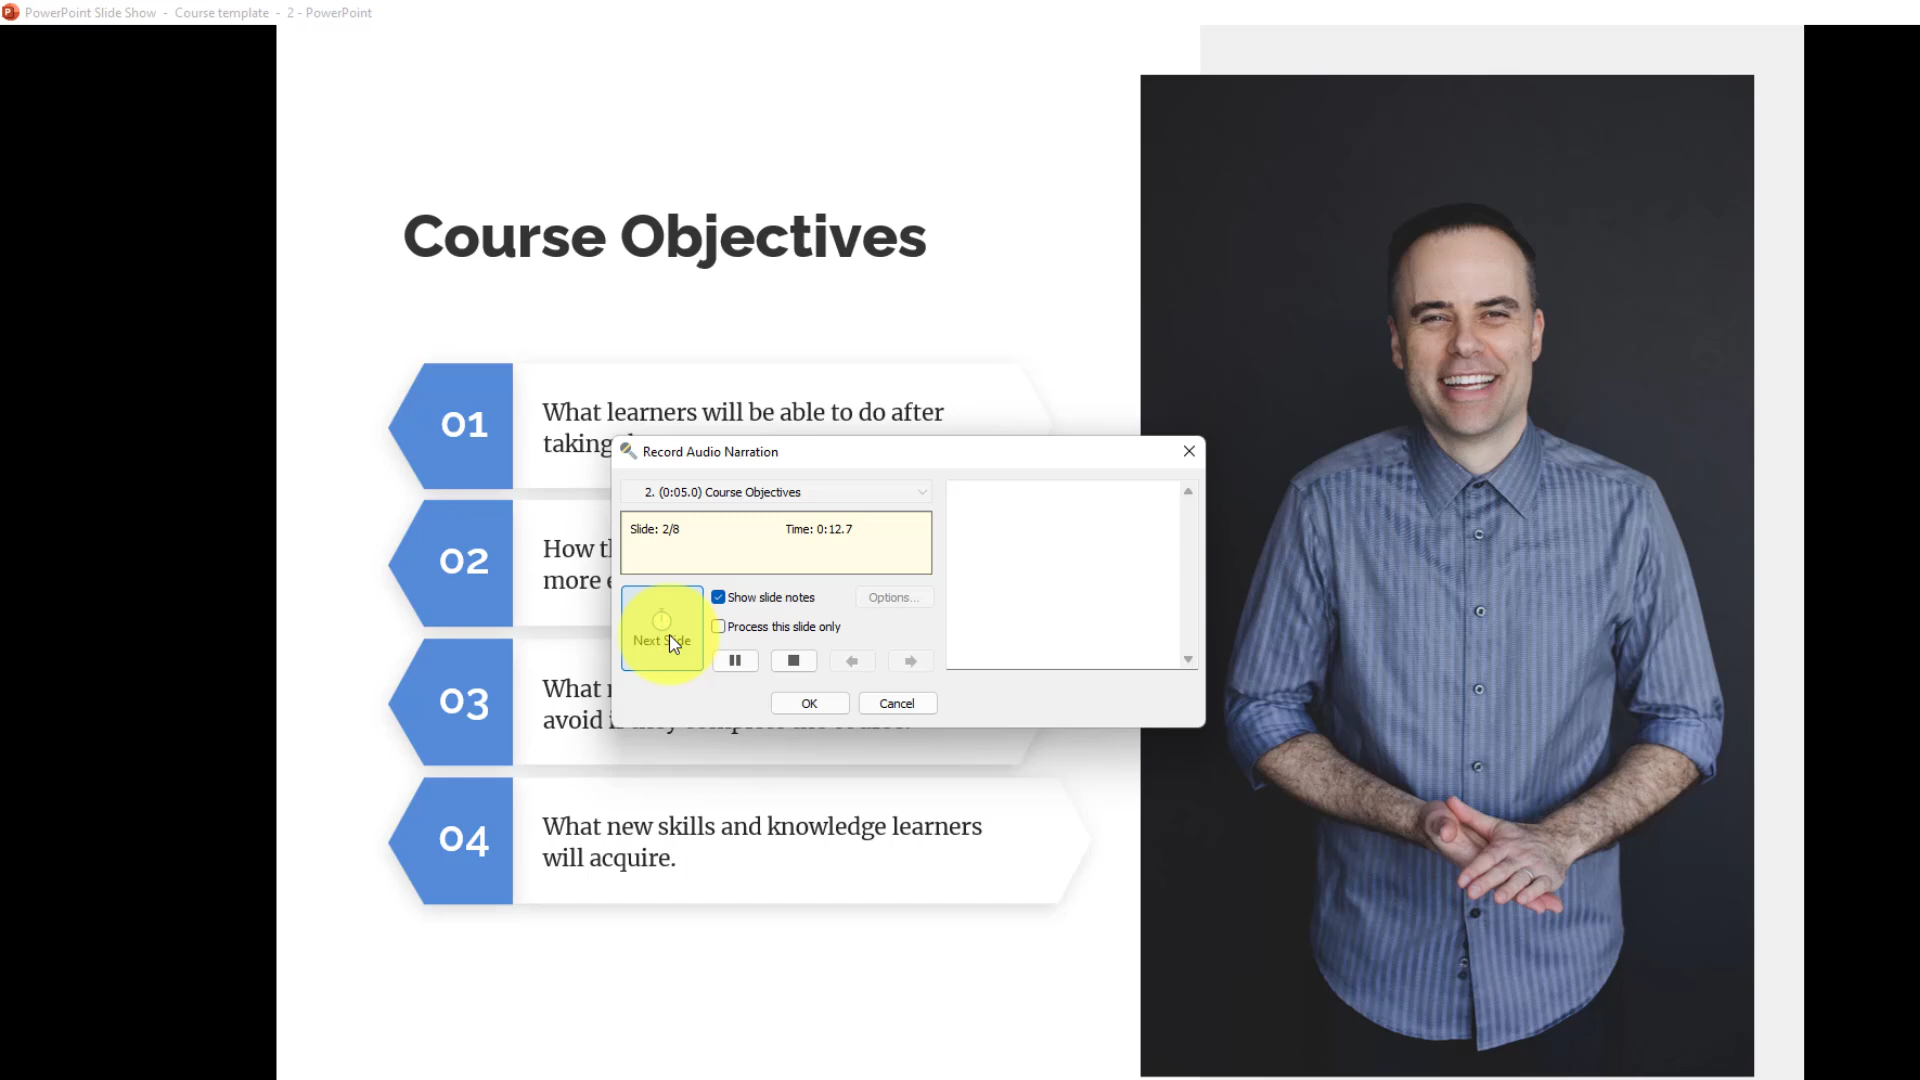 PowerPoint Slide Show - Course template - 2 - PowerPoint
Course Objectives
01
What learners will be able to do after
taking
02
How
more
03
What
avoid
04
What new skills and knowledge learners
will acquire.
Record Audio Narration
2. (0:05.0) Course Objectives
Slide: 2/8
Time: 0:12.7
Next Slide
Show slide notes
Options...
Process this slide only
OK
Cancel